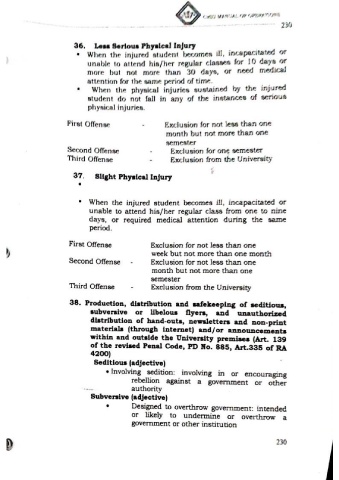 CSSO MANUAL OF OPERATIONS
230
36. Less Serious Physical Injury
• When the injured student becomes ill, incapacitated or
unable to attend his/her regular classes for 10 days or
more but not more than 30 days, or need medical
attention for the same period of time.
• When the physical injuries sustained by the injured
student do not fall in any of the instances of serious
physical injuries.
First Offense - Exclusion for not less than one
month but not more than one
semester
Second Offense - Exclusion for one semester
Third Offense - Exclusion from the University
37. Slight Physical Injury
•
• When the injured student becomes ill, incapacitated or
unable to attend his/her regular class from one to nine
days, or required medical attention during the same
period.
First Offense Exclusion for not less than one
week but not more than one month
Second Offense - Exclusion for not less than one
month but not more than one
semester
Third Offense - Exclusion from the University
38. Production, distribution and safekeeping of seditious,
subversive or libelous flyers, and unauthorized
distribution of hand-outs, newsletters and non-print
materials (through internet) and/or announcements
within and outside the University premises (Art. 139
of the revised Penal Code, PD No. 885, Art.335 of RA
4200)
Seditious (adjective)
• Involving sedition: involving in or encouraging
rebellion against a government or other
authority
Subversive (adjective)
• Designed to overthrow government: intended
or likely to undermine or overthrow a
government or other institution
230